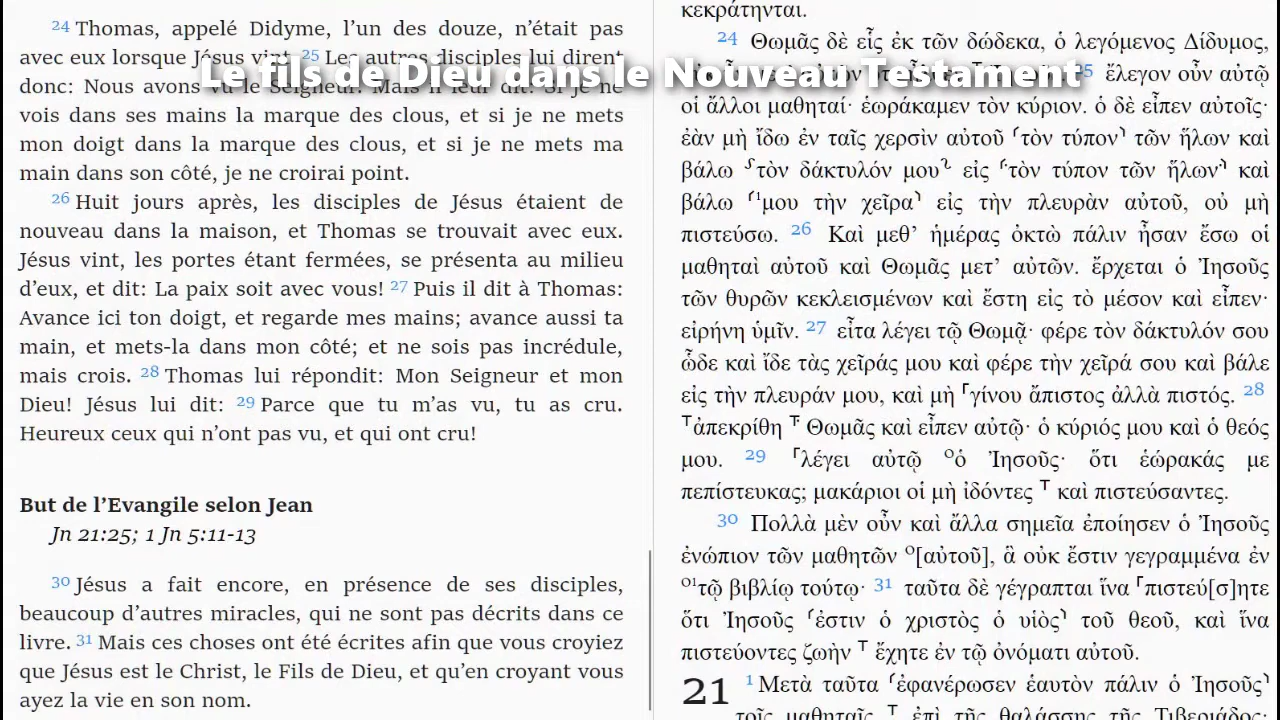 Le fils de Dieu dans le Nouveau Testament
24 Thomas, appelé Didyme, l’un des douze, n’était pas
avec eux lorsque Jésus vint. 25 Les autres disciples lui dirent
donc: Nous avons vu le Seigneur. Mais il leur dit: Si je ne
vois dans ses mains la marque des clous, et si je ne mets
mon doigt dans la marque des clous, et si je ne mets ma
main dans son côté, je ne croirai point.
26 Huit jours après, les disciples de Jésus étaient de
nouveau dans la maison, et Thomas se trouvait avec eux.
Jésus vint, les portes étant fermées, se présenta au milieu
d’eux, et dit: La paix soit avec vous! 27 Puis il dit à Thomas:
Avance ici ton doigt, et regarde mes mains; avance aussi ta
main, et mets-la dans mon côté; et ne sois pas incrédule,
mais crois. 28 Thomas lui répondit: Mon Seigneur et mon
Dieu! Jésus lui dit: 29 Parce que tu m’as vu, tu as cru.
Heureux ceux qui n’ont pas vu, et qui ont cru!
But de l’Evangile selon Jean
Jn 21:25; 1 Jn 5:11-13
30 Jésus a fait encore, en présence de ses disciples,
beaucoup d’autres miracles, qui ne sont pas décrits dans ce
livre. 31 Mais ces choses ont été écrites afin que vous croyiez
que Jésus est le Christ, le Fils de Dieu, et qu’en croyant vous
ayez la vie en son nom.
κεκράτηνται.
24 Θωμᾶς δὲ εἷς ἐκ τῶν δώδεκα, ὁ λεγόμενος Δίδυμος,
25 ἔλεγον οὖν αὐτῷ
οἱ ἄλλοι μαθηταί· ἑωράκαμεν τὸν κύριον. ὁ δὲ εἶπεν αὐτοῖς·
ἐὰν μὴ ἴδω ἐν ταῖς χερσὶν αὐτοῦ ⸂τὸν τύπον⸃ τῶν ἥλων καὶ
βάλω ⸉τὸν δάκτυλόν μου⸊ εἰς ⸂τὸν τύπον τῶν ἥλων⸃ καὶ
βάλω ⸂¹μου τὴν χεῖρα⸃ εἰς τὴν πλευρὰν αὐτοῦ, οὐ μὴ
πιστεύσω. 26 Καὶ μεθ’ ἡμέρας ὀκτὼ πάλιν ἦσαν ἔσω οἱ
μαθηταὶ αὐτοῦ καὶ Θωμᾶς μετ’ αὐτῶν. ἔρχεται ὁ Ἰησοῦς
τῶν θυρῶν κεκλεισμένων καὶ ἔστη εἰς τὸ μέσον καὶ εἶπεν·
εἰρήνη ὑμῖν. 27 εἶτα λέγει τῷ Θωμᾷ· φέρε τὸν δάκτυλόν σου
ὧδε καὶ ἴδε τὰς χεῖράς μου καὶ φέρε τὴν χεῖρά σου καὶ βάλε
εἰς τὴν πλευράν μου, καὶ μὴ ⸀γίνου ἄπιστος ἀλλὰ πιστός. 28
⸆ἀπεκρίθη ⸆ Θωμᾶς καὶ εἶπεν αὐτῷ· ὁ κύριός μου καὶ ὁ θεός
μου. 29 ⸀λέγει αὐτῷ ⸰ὁ Ἰησοῦς· ὅτι ἑώρακάς με
πεπίστευκας; μακάριοι οἱ μὴ ἰδόντες ⸆ καὶ πιστεύσαντες.
30 Πολλὰ μὲν οὖν καὶ ἄλλα σημεῖα ἐποίησεν ὁ Ἰησοῦς
ἐνώπιον τῶν μαθητῶν ⸰[αὐτοῦ], ἃ οὐκ ἔστιν γεγραμμένα ἐν
⸰¹τῷ βιβλίῳ τούτῳ· 31 ταῦτα δὲ γέγραπται ἵνα ⸀πιστεύ[σ]ητε
ὅτι Ἰησοῦς ⸂ἐστιν ὁ χριστὸς ὁ υἱὸς⸃ τοῦ θεοῦ, καὶ ἵνα
πιστεύοντες ζωὴν ⸆ ἔχητε ἐν τῷ ὀνόματι αὐτοῦ.
21 1 Μετὰ ταῦτα ⸂ἐφανέρωσεν ἑαυτὸν πάλιν ὁ Ἰησοῦς⸃
τοῖς μαθηταῖς ⸆ ἐπὶ τῆς θαλάσσης τῆς Τιβεριάδος·